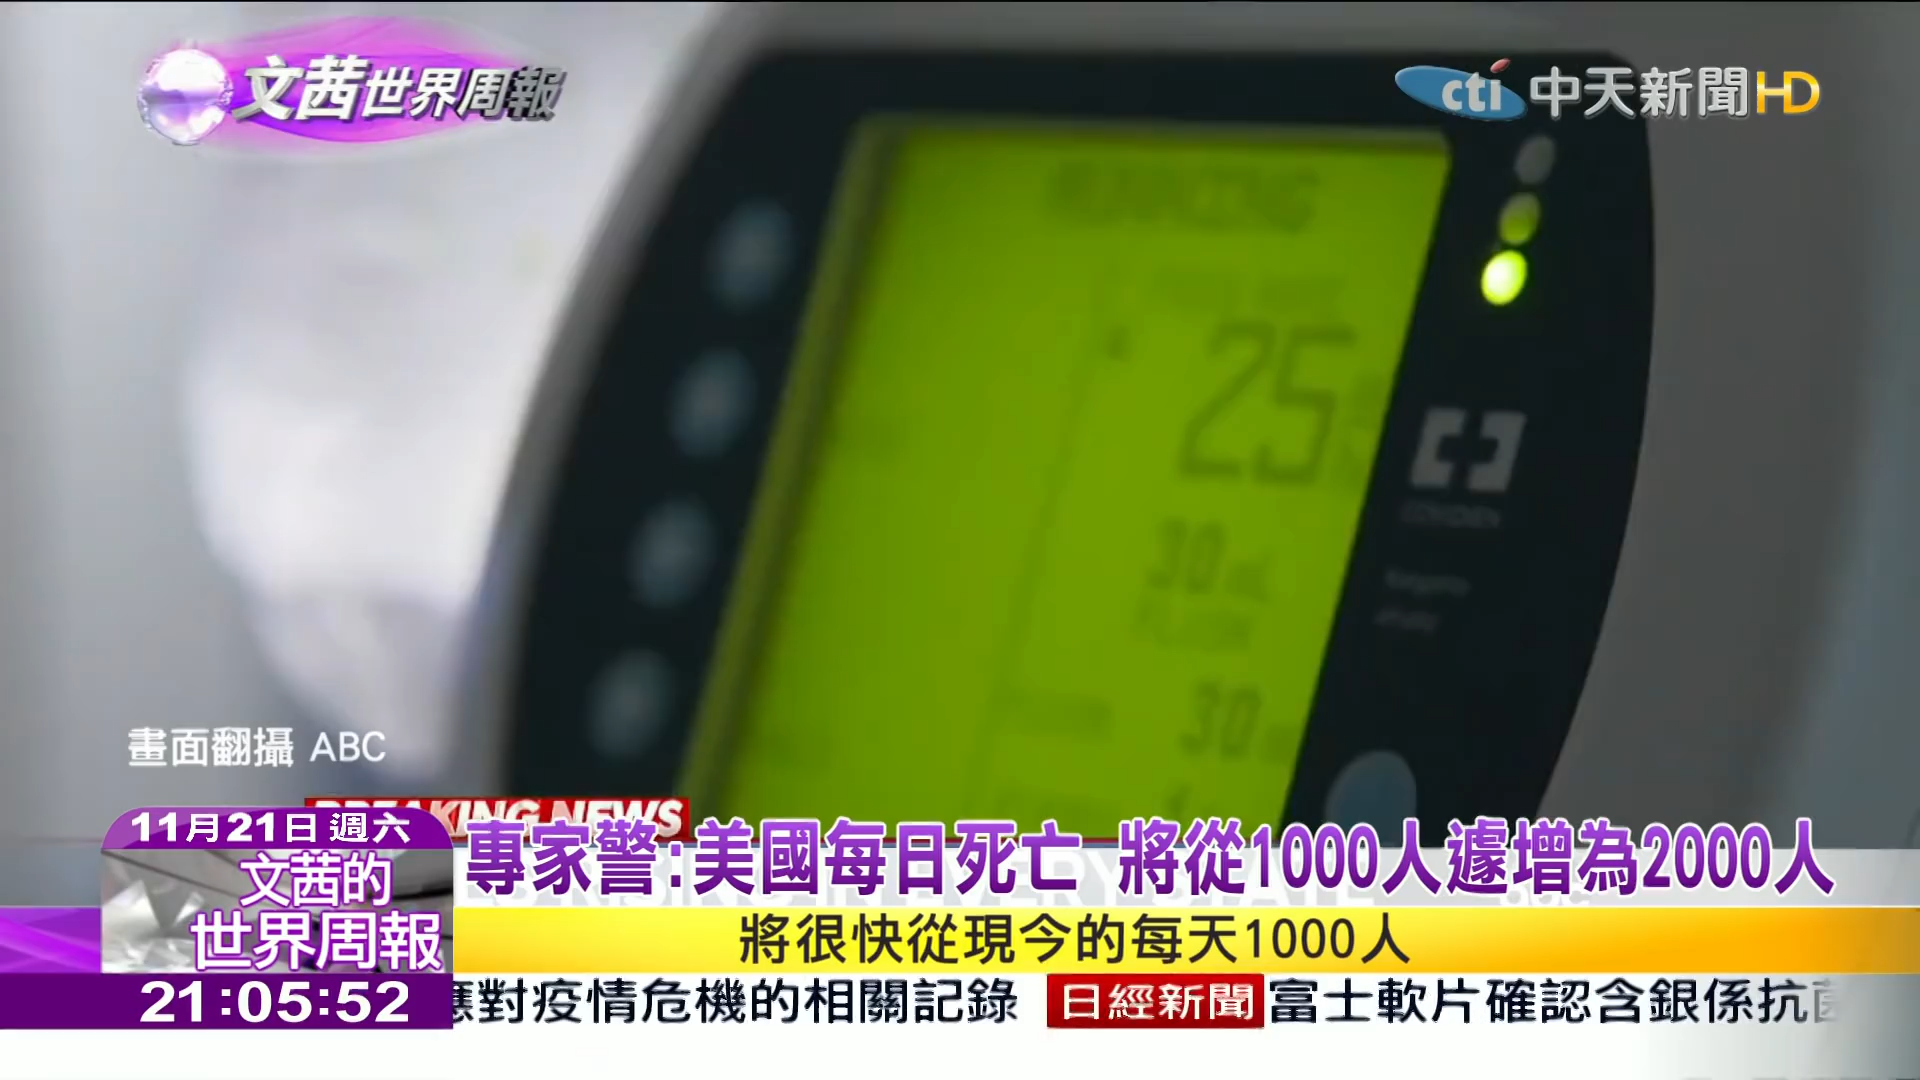 文茜世界周報
cti 中天新聞HD
WARNING
25
30 mL
30
畫面翻攝 ABC
BREAKING NEWS
11月21日 週六
專家警:美國每日死亡 將從1000人遽增為2000人
文茜的
世界周報
將很快從現今的每天1000人
21:05:52
應對疫情危機的相關記錄 日經新聞 富士軟片確認含銀係抗菌